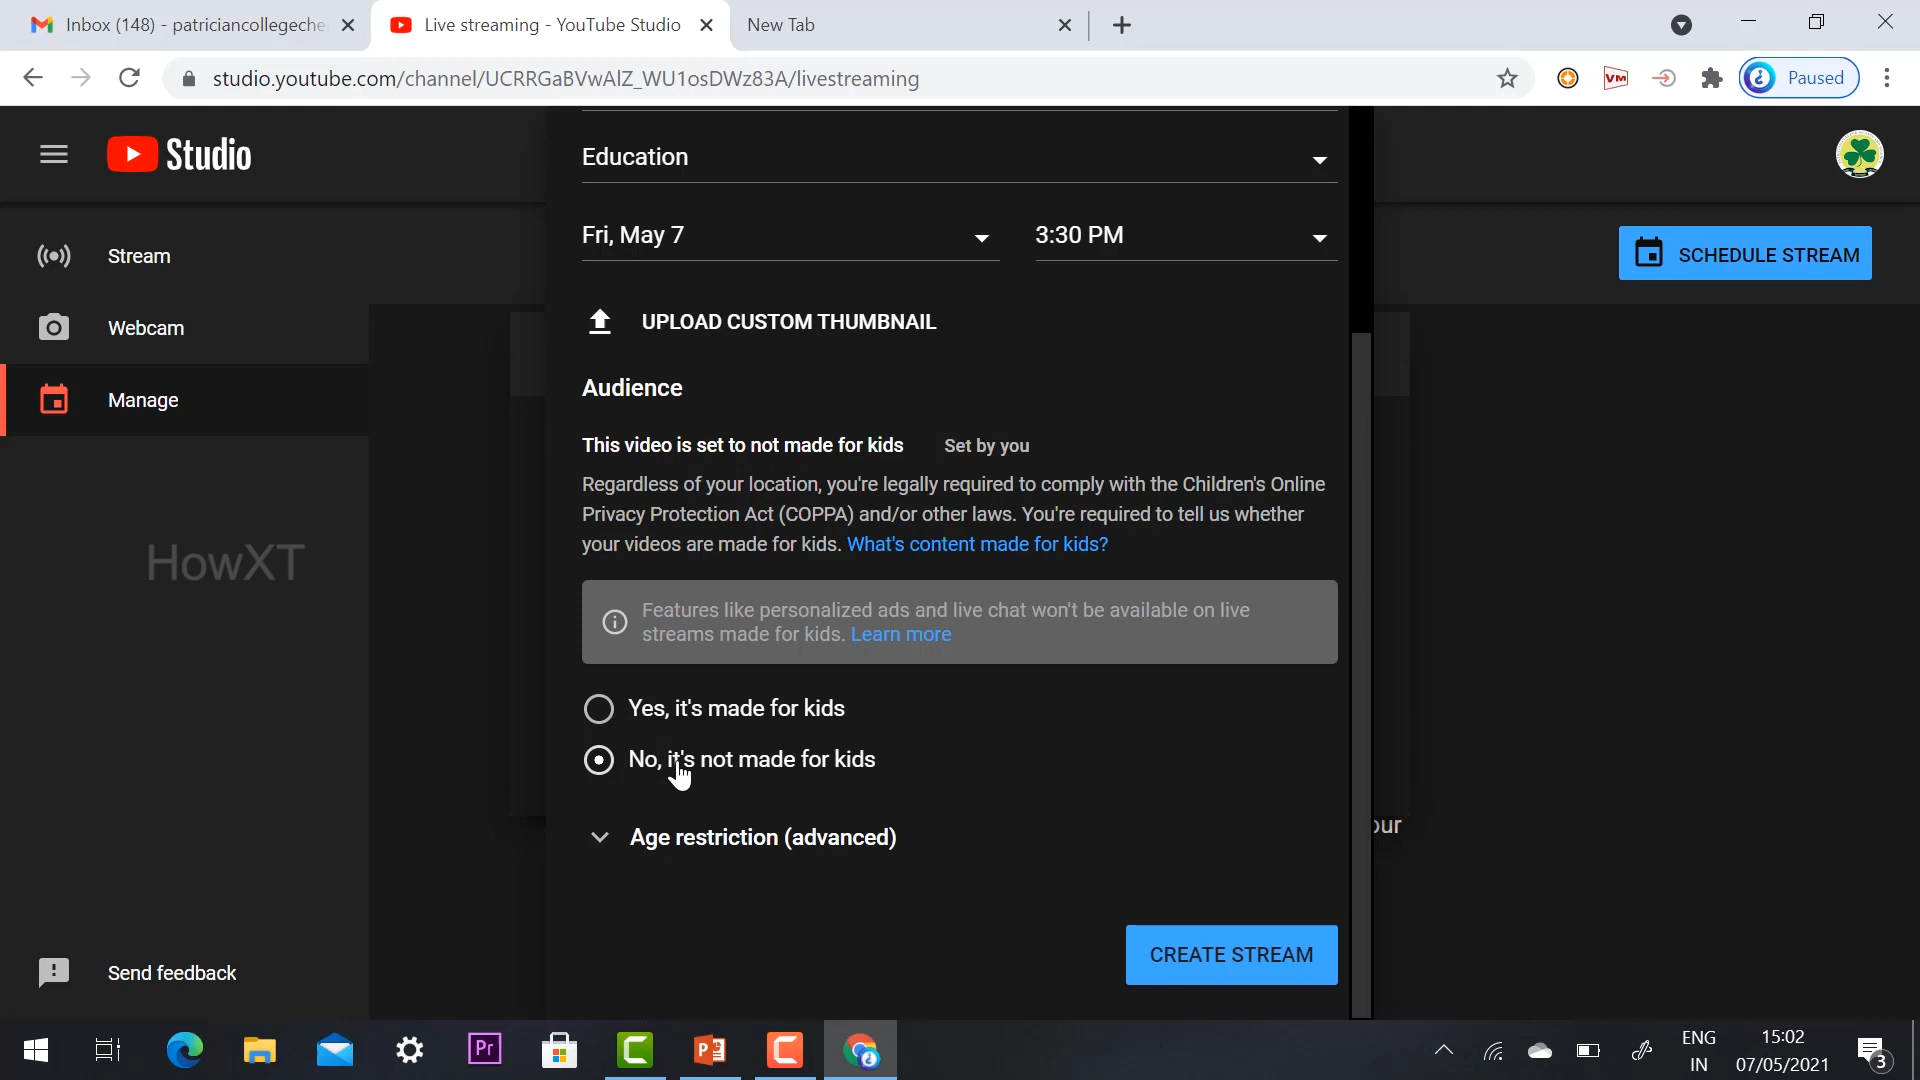 Inbox (148) - patriciancollegeche
Live streaming - YouTube Studio
New Tab
studio.youtube.com/channel/UCRRGaBVwAlZ_WU1osDWz83A/livestreaming
VM
Paused
Studio
Education
Fri, May 7
3:30 PM
Stream
SCHEDULE STREAM
Webcam
UPLOAD CUSTOM THUMBNAIL
Manage
Audience
This video is set to not made for kids Set by you
Regardless of your location, you're legally required to comply with the Children's Online
Privacy Protection Act (COPPA) and/or other laws. You're required to tell us whether
your videos are made for kids. What's content made for kids?
HowXT
Features like personalized ads and live chat won't be available on live
streams made for kids. Learn more
Yes, it's made for kids
No, it's not made for kids
Age restriction (advanced)
our
CREATE STREAM
Send feedback
Pr
ENG
IN
15:02
07/05/2021
3